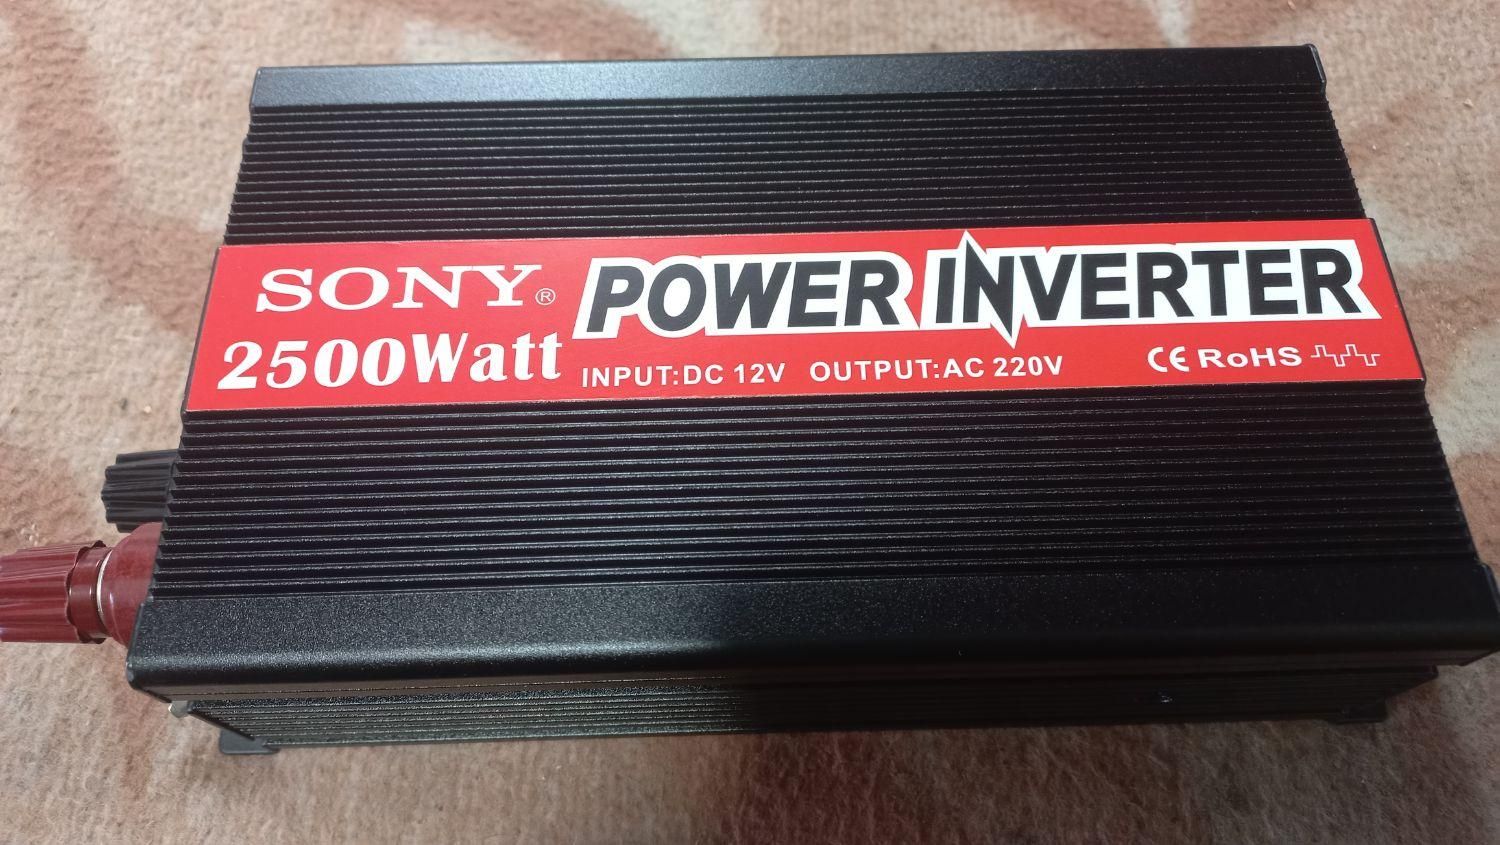 SONY® POWER INVERTER
2500Watt INPUT:DC 12V OUTPUT:AC 220V CE RoHS